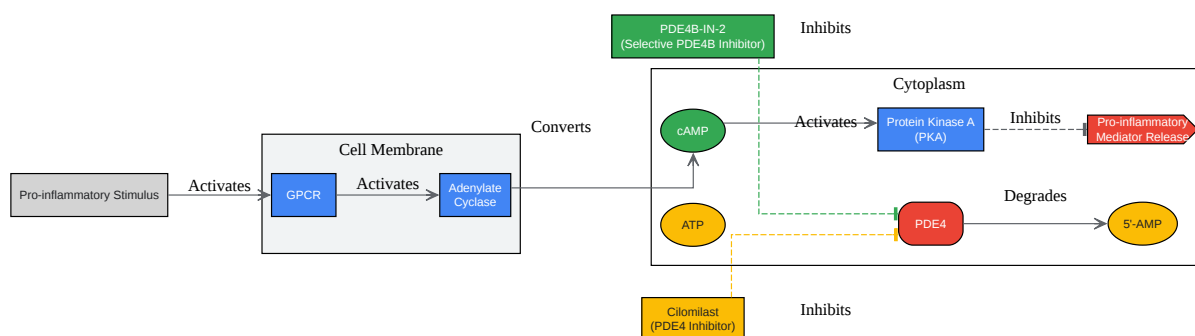 PDE4B-IN-2
(Selective PDE4B Inhibitor)
Inhibits
Cytoplasm
cAMP
Activates
Protein Kinase A
(PKA)
Inhibits
Pro-inflammatory
Mediator Release
Converts
Cell Membrane
Pro-inflammatory Stimulus
Activates
GPCR
Activates
Adenylate
Cyclase
ATP
PDE4
Degrades
5'-AMP
Cilomilast
(PDE4 Inhibitor)
Inhibits